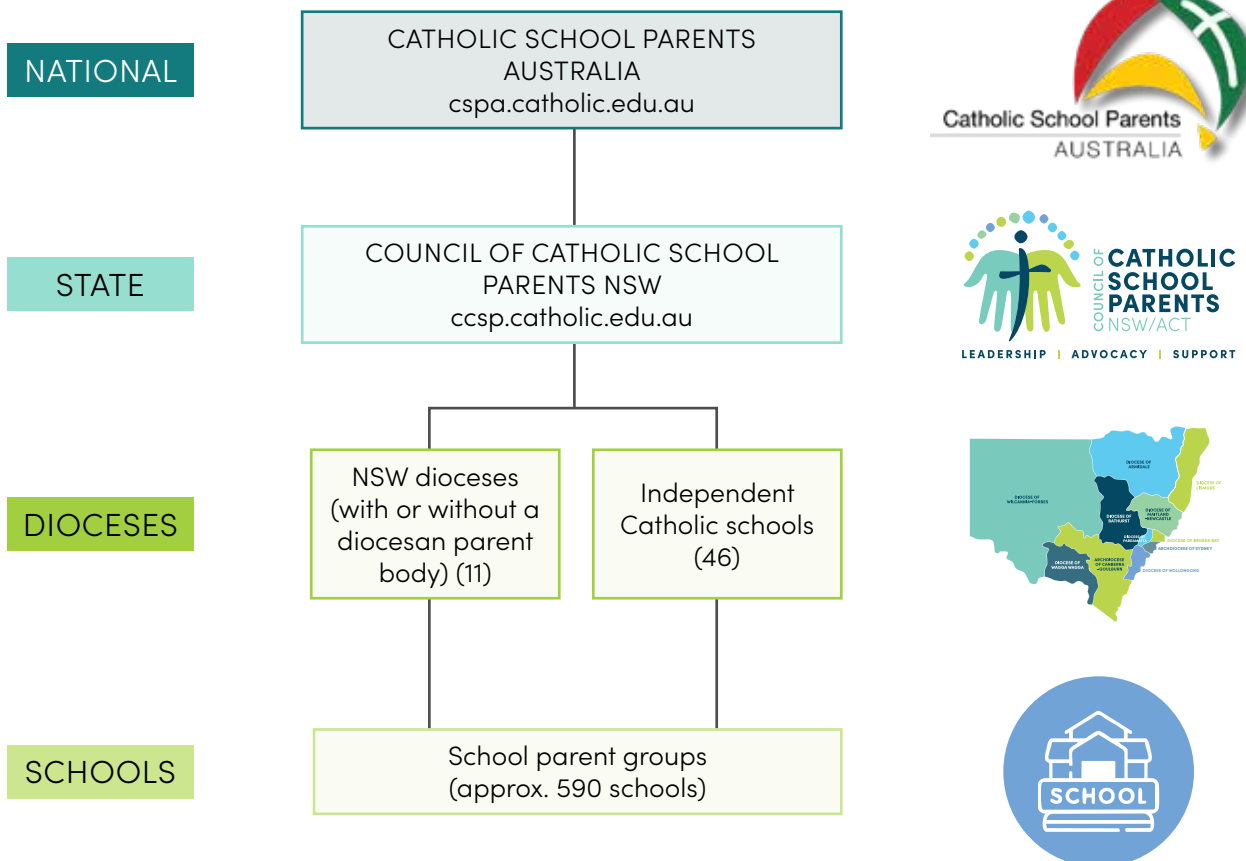 NATIONAL
CATHOLIC SCHOOL PARENTS
AUSTRALIA
cspa.catholic.edu.au
Catholic School Parents
AUSTRALIA
STATE
COUNCIL OF CATHOLIC SCHOOL
PARENTS NSW
ccsp.catholic.edu.au
COUNCIL OF
CATHOLIC
SCHOOL
PARENTS
NSW/ACT
LEADERSHIP | ADVOCACY | SUPPORT
DIOCESES
NSW dioceses
(with or without a
diocesan parent
body) (11)
Independent
Catholic schools
(46)
DIOCESE OF
ARMIDALE
DIOCESE OF
LISMORE
DIOCESE OF
WILCANNIA-FORBES
DIOCESE OF
MAITLAND
-NEWCASTLE
DIOCESE OF
BATHURST
DIOCESE OF
PARRAMATTA
DIOCESE OF BROKEN BAY
ARCHDIOCESE OF SYDNEY
ARCHDIOCESE
OF CANBERRA
-GOULBURN
DIOCESE OF
WAGGA WAGGA
DIOCESE OF WOLLONGONG
SCHOOLS
School parent groups
(approx. 590 schools)
SCHOOL